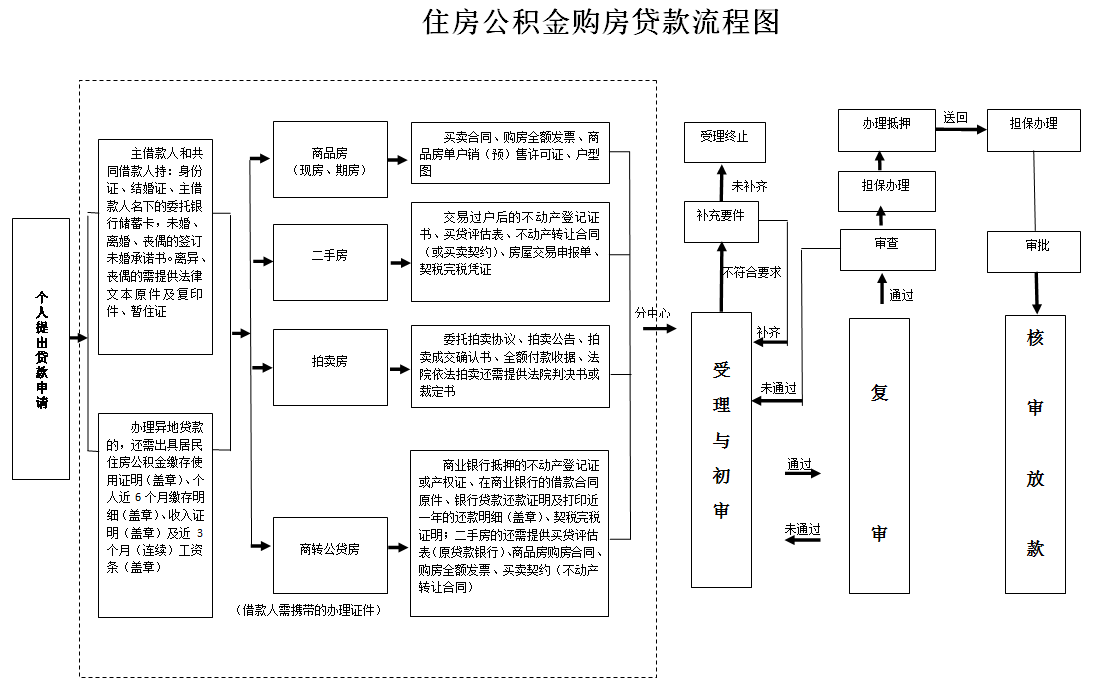 住房公积金购房贷款流程图
个人提出贷款申请
主借款人和共
同借款人持：身份
证、结婚证、主借
款人名下的委托银
行储蓄卡，未婚、
离婚、丧偶的签订
未婚承诺书。离异、
丧偶的需提供法律
文本原件及复印
件、暂住证
办理异地贷款
的，还需出具居民
住房公积金缴存使
用证明（盖章）、个
人近6个月缴存明
细（盖章）、收入证
明（盖章）及近 3
个月（连续）工资
条（盖章）
商品房
（现房、期房）
二手房
拍卖房
商转公贷房
（借款人需携带的办理证件）
买卖合同、购房全额发票、商
品房单户销（预）售许可证、户型
图
交易过户后的不动产登记证
书、买贷评估表、不动产转让合同
（或买卖契约）、房屋交易申报单、
契税完税凭证
委托拍卖协议、拍卖公告、拍
卖成交确认书、全额付款收据、法
院依法拍卖还需提供法院判决书或
裁定书
商业银行抵押的不动产登记证
或产权证、在商业银行的借款合同
原件、银行贷款还款证明及打印近
一年的还款明细（盖章）、契税完税
证明；二手房的还需提供买贷评估
表（原贷款银行）、商品房购房合同、
购房全额发票、买卖契约（不动产
转让合同）
分中心
受理终止
未补齐
补充要件
不符合要求
补齐
受理与初审
未通过
通过
未通过
办理抵押
送回
担保办理
担保办理
审查
通过
复审
审批
核审放款